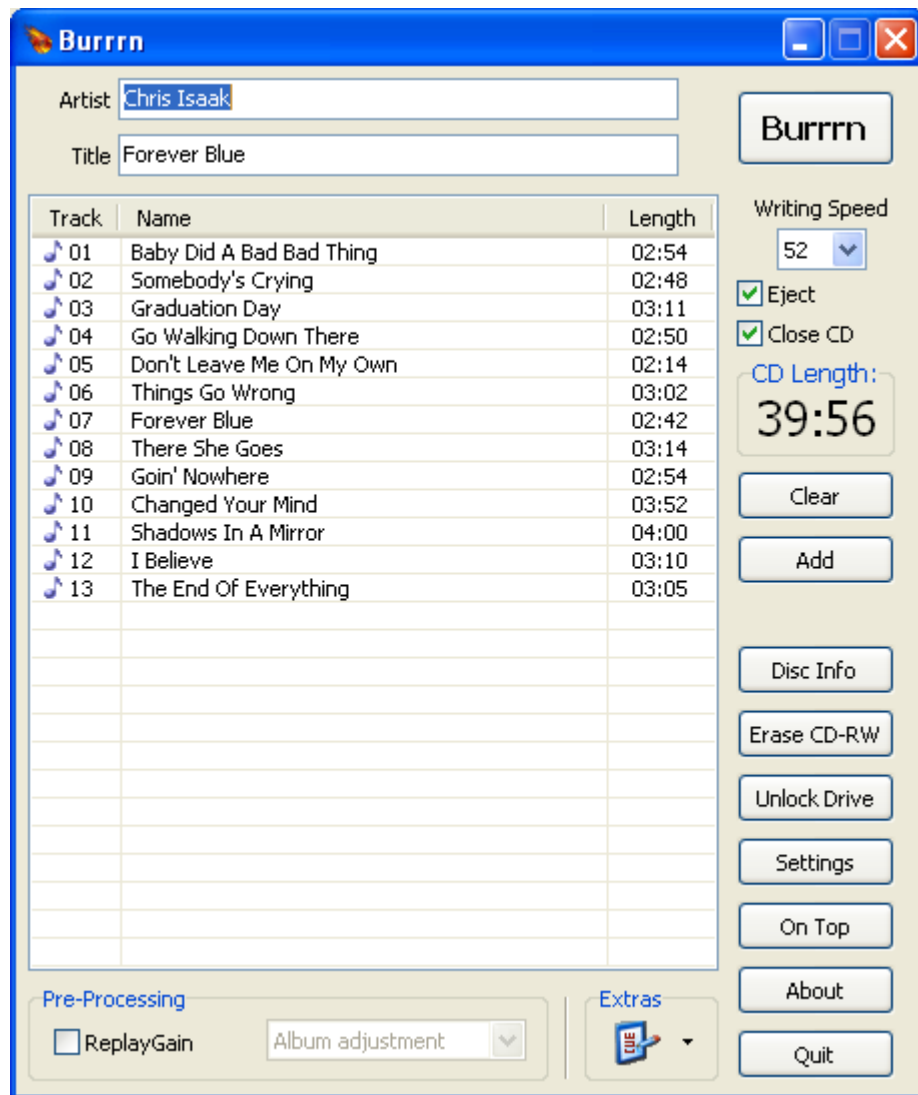 Burrrn
Artist Chris Isaak
Burrrn
Title Forever Blue
Track Name Length
Writing Speed
52
01 Baby Did A Bad Bad Thing 02:54
02 Somebody's Crying 02:48
Eject
03 Graduation Day 03:11
04 Go Walking Down There 02:50
Close CD
05 Don't Leave Me On My Own 02:14
CD Length:
06 Things Go Wrong 03:02
39:56
07 Forever Blue 02:42
08 There She Goes 03:14
09 Goin' Nowhere 02:54
Clear
10 Changed Your Mind 03:52
11 Shadows In A Mirror 04:00
12 I Believe 03:10
Add
13 The End Of Everything 03:05
Disc Info
Erase CD-RW
Unlock Drive
Settings
On Top
About
Pre-Processing
Extras
ReplayGain Album adjustment
CUE
Quit